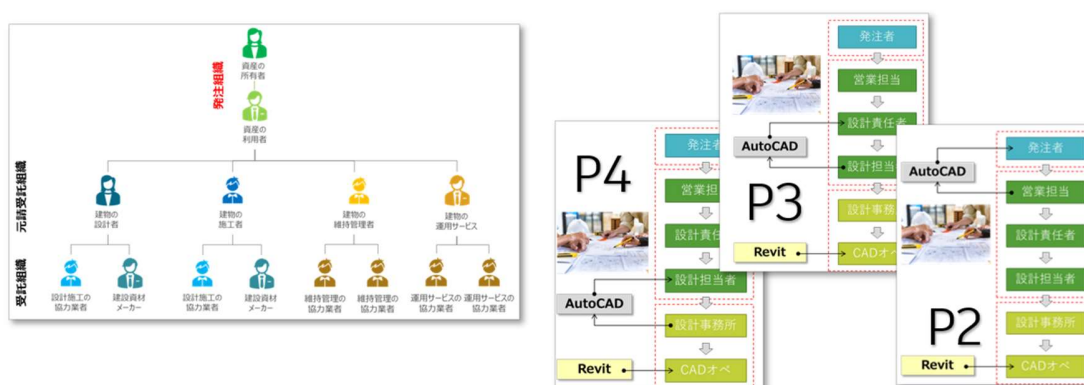 資産の
所有者
発注組織
資産の
利用者
元請受託組織
建物の
設計者
建物の
施工者
建物の
維持管理者
建物の
運用サービス
受託組織
設計施工の
協力業者
建設資材
メーカー
設計施工の
協力業者
建設資材
メーカー
維持管理の
協力業者
維持管理の
協力業者
運用サービスの
協力業者
運用サービスの
協力業者
P4
発注者
営業担
設計責任
設計担当者
AutoCAD
設計事務所
Revit
CADオペ
P3
発注者
営業担当
設計責任者
AutoCAD
設計担当
設計事務
Revit
CADオペ
P2
発注者
AutoCAD
営業担当
設計責任者
設計担当者
設計事務所
Revit
CADオペ